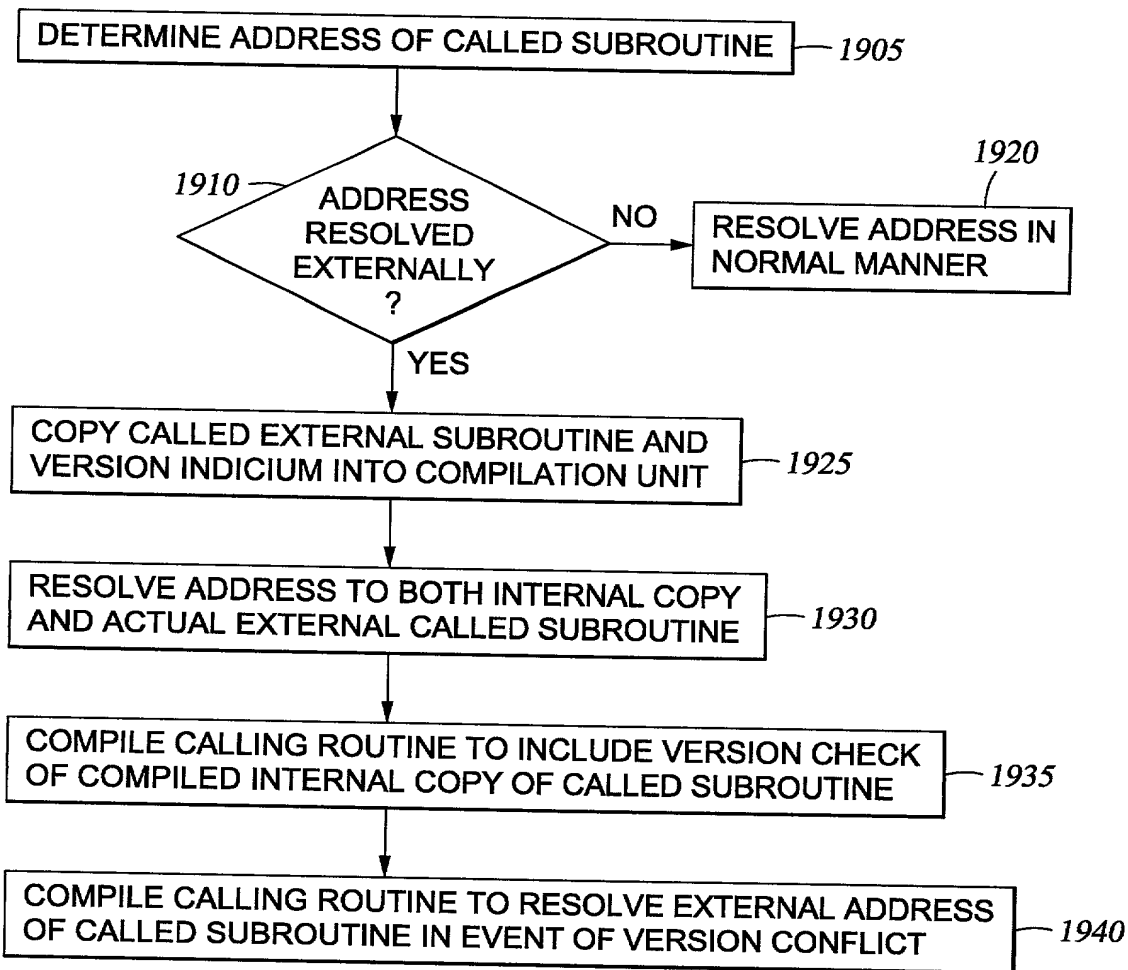 DETERMINE ADDRESS OF CALLED SUBROUTINE
1905
1910
ADDRESS
RESOLVED
EXTERNALLY
?
NO
1920
RESOLVE ADDRESS IN
NORMAL MANNER
YES
COPY CALLED EXTERNAL SUBROUTINE AND
VERSION INDICIUM INTO COMPILATION UNIT
1925
RESOLVE ADDRESS TO BOTH INTERNAL COPY
AND ACTUAL EXTERNAL CALLED SUBROUTINE
1930
COMPILE CALLING ROUTINE TO INCLUDE VERSION CHECK
OF COMPILED INTERNAL COPY OF CALLED SUBROUTINE
1935
COMPILE CALLING ROUTINE TO RESOLVE EXTERNAL ADDRESS
OF CALLED SUBROUTINE IN EVENT OF VERSION CONFLICT
1940